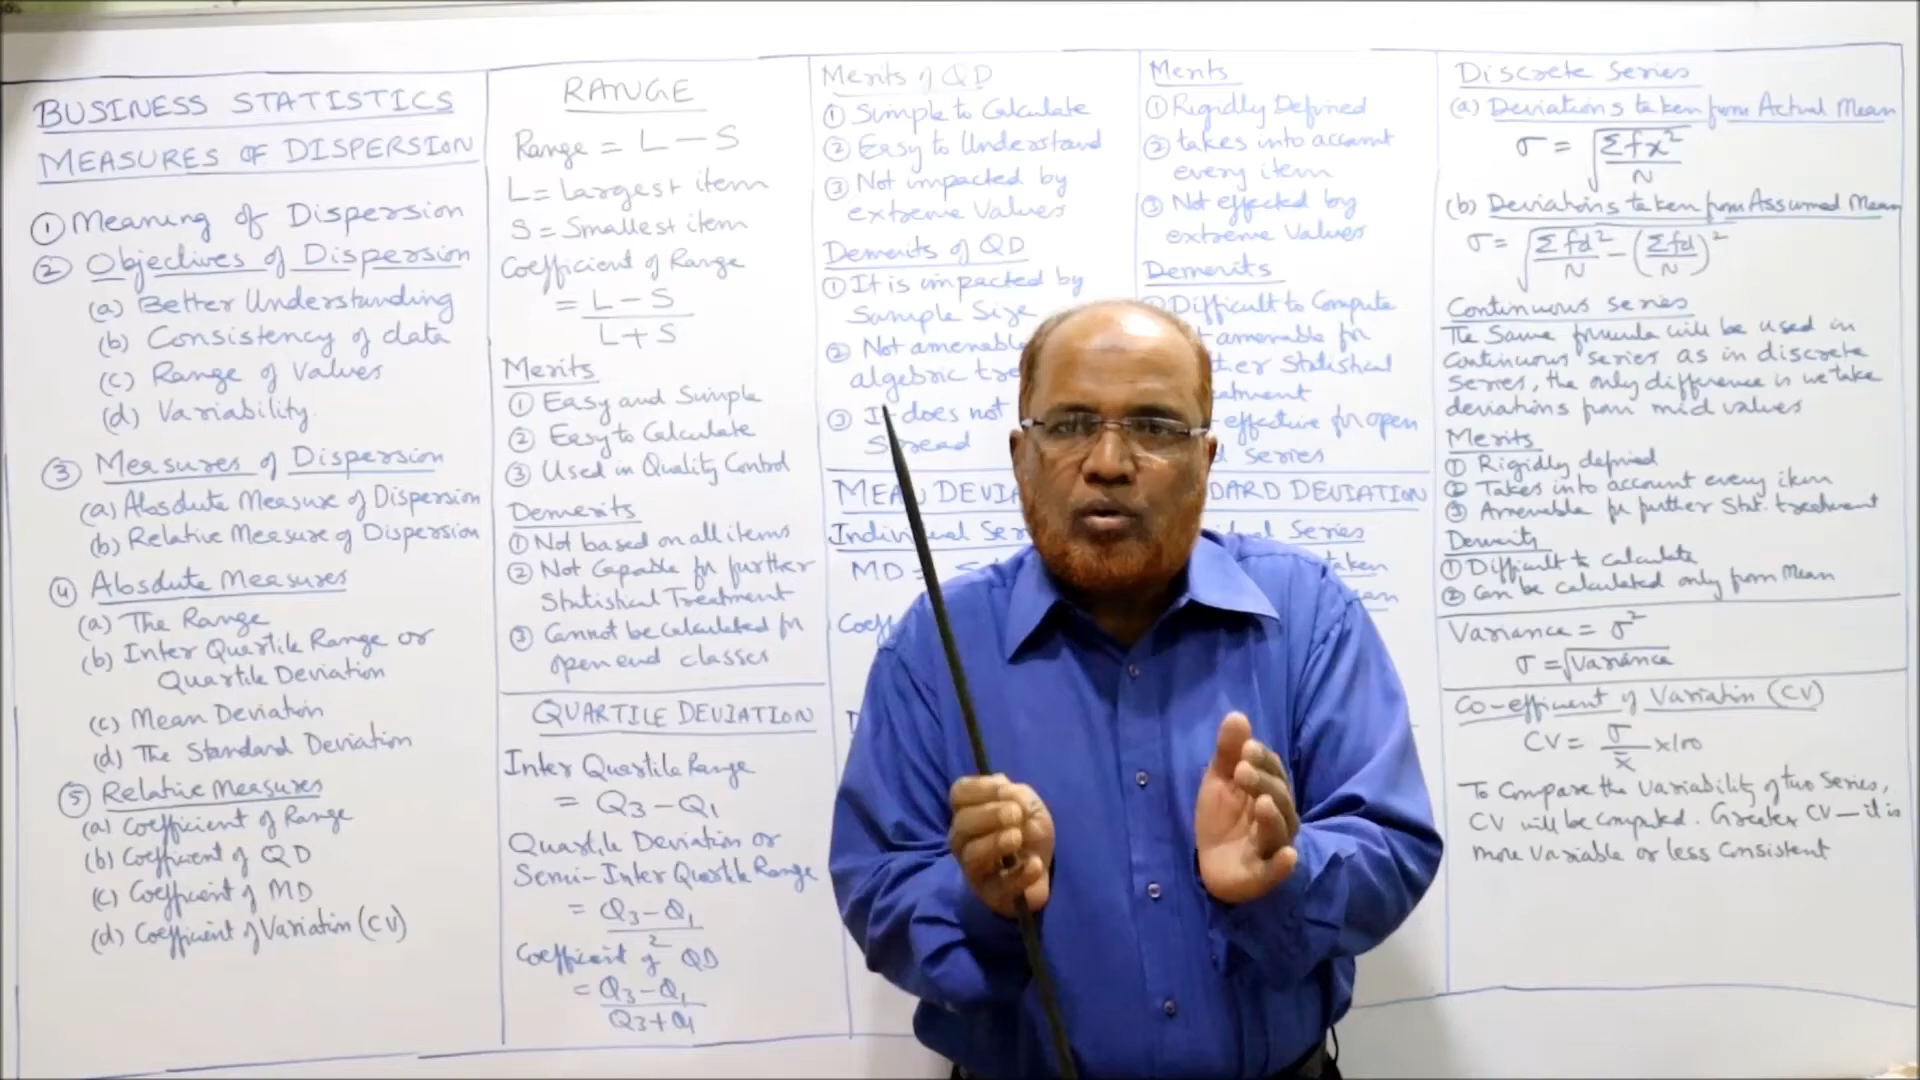 BUSINESS STATISTICS
MEASURES OF DISPERSION
① Meaning of Dispersion
② Objectives of Dispersion
(a) Better Understanding
(b) Consistency of data
(c) Range of Values
(d) Variability
③ Measures of Dispersion
(a) Absolute Measure of Dispersion
(b) Relative Measure of Dispersion
④ Absolute Measures
(a) The Range
(b) Inter Quartile Range or
Quartile Deviation
(c) Mean Deviation
(d) The Standard Deviation
⑤ Relative Measures
(a) Coefficient of Range
(b) Coefficient of QD
(c) Coefficient of MD
(d) Coefficient of Variation (CV)
RANGE
Range = L – S
L = Largest item
S = Smallest item
Coefficient of Range
= L – S
L + S
Merits
① Easy and Simple
② Easy to Calculate
③ Used in Quality Control
Demerits
① Not based on all items
② Not Capable for further
Statistical Treatment
③ Cannot be Calculated for
open end classes
QUARTILE DEVIATION
Inter Quartile Range
= Q3 – Q1
Quartile Deviation or
Semi-Inter Quartile Range
= Q3 – Q1
2
Coefficient of QD
= Q3 – Q1
Q3 + Q1
Merits of QD
① Simple to Calculate
② Easy to Understand
③ Not impacted by
extreme Values
Demerits of QD
① It is impacted by
Sample Size
② Not amenable
algebric
③ It does not
Spread
MEAN
Individual
MD =
Merits
① Rigidly Defined
② takes into account
every item
③ Not effected by
extreme Values
Demerits
Difficult to Compute
amenable for
Statistical
effective for open
series
DEVIATION
Series
taken
Discrete Series
(a) Deviations taken from Actual Mean
σ = √Σfx²
N
(b) Deviations taken from Assumed Mean
σ = √Σfd² – (Σfd)²
N N
Continuous Series
The Same formula will be used in
Continuous series as in discrete
series, the only difference is we take
deviations from mid values
Merits
① Rigidly defined
② Takes into account every item
③ Amenable for further Stat. treatment
Demerits
① Difficult to calculate
② Can be calculated only from Mean
Variance = σ²
σ = √Variance
Co-efficient of Variation (CV)
CV = σ x100
x̄
To Compare the Variability of two Series,
CV will be computed. Greater CV — it is
more Variable or less Consistent